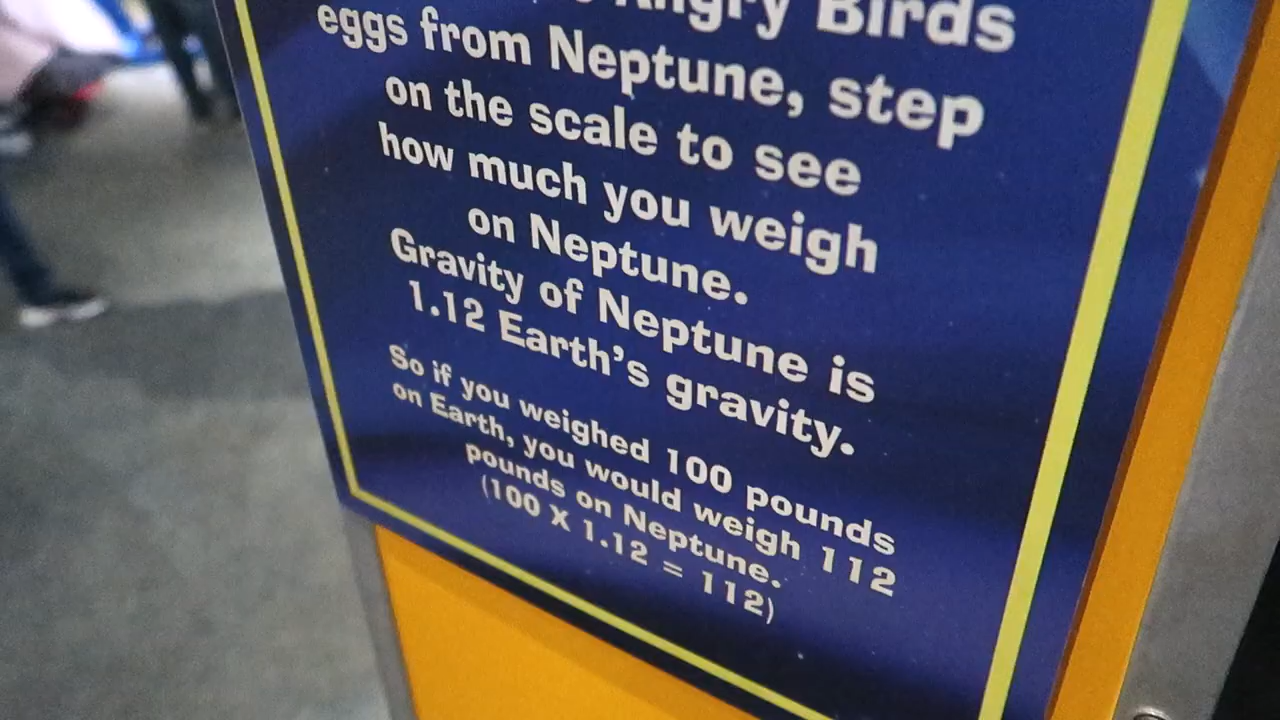 Angry Birds
eggs from Neptune, step
on the scale to see
how much you weigh
on Neptune.
Gravity of Neptune is
1.12 Earth's gravity.
So if you weighed 100 pounds
on Earth, you would weigh 112
pounds on Neptune.
(100 x 1.12 = 112)